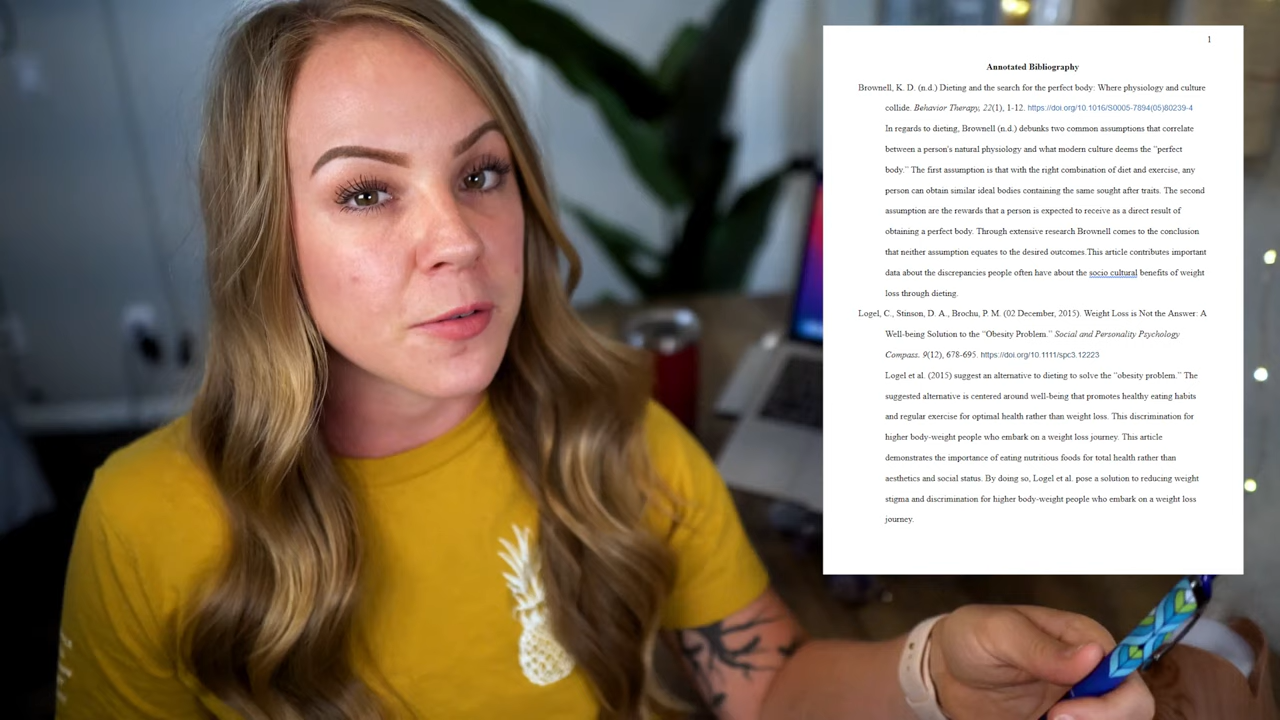 1
Annotated Bibliography
Brownell, K. D. (n.d.) Dieting and the search for the perfect body: Where physiology and culture
collide. Behavior Therapy, 22(1), 1-12. https://doi.org/10.1016/S0005-7894(05)80239-4
In regards to dieting, Brownell (n.d.) debunks two common assumptions that correlate
between a person's natural physiology and what modern culture deems the “perfect
body.” The first assumption is that with the right combination of diet and exercise, any
person can obtain similar ideal bodies containing the same sought after traits. The second
assumption are the rewards that a person is expected to receive as a direct result of
obtaining a perfect body. Through extensive research Brownell comes to the conclusion
that neither assumption equates to the desired outcomes.This article contributes important
data about the discrepancies people often have about the socio cultural benefits of weight
loss through dieting.
Logel, C., Stinson, D. A., Brochu, P. M. (02 December, 2015). Weight Loss is Not the Answer: A
Well-being Solution to the “Obesity Problem.” Social and Personality Psychology
Compass. 9(12), 678-695. https://doi.org/10.1111/spc3.12223
Logel et al. (2015) suggest an alternative to dieting to solve the “obesity problem.” The
suggested alternative is centered around well-being that promotes healthy eating habits
and regular exercise for optimal health rather than weight loss. This discrimination for
higher body-weight people who embark on a weight loss journey. This article
demonstrates the importance of eating nutritious foods for total health rather than
aesthetics and social status. By doing so, Logel et al. pose a solution to reducing weight
stigma and discrimination for higher body-weight people who embark on a weight loss
journey.